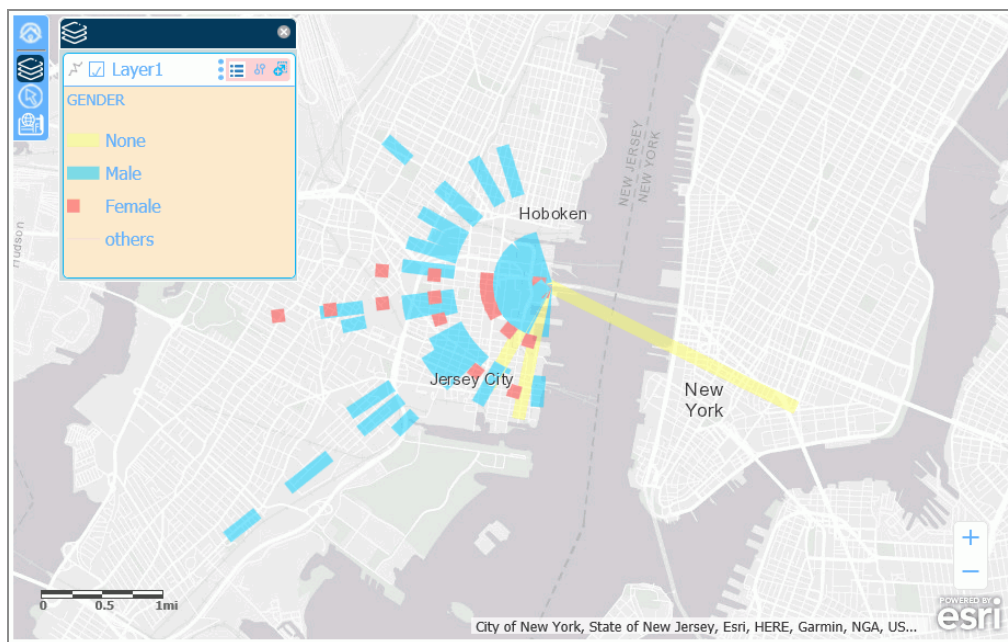 Layer1
GENDER
None
Male
Female
others
NEW JERSEY
NEW YORK
Hudson
Hoboken
Jersey City
New
York
0 0.5 1mi
+
−
POWERED BY
esri
City of New York, State of New Jersey, Esri, HERE, Garmin, NGA, US...